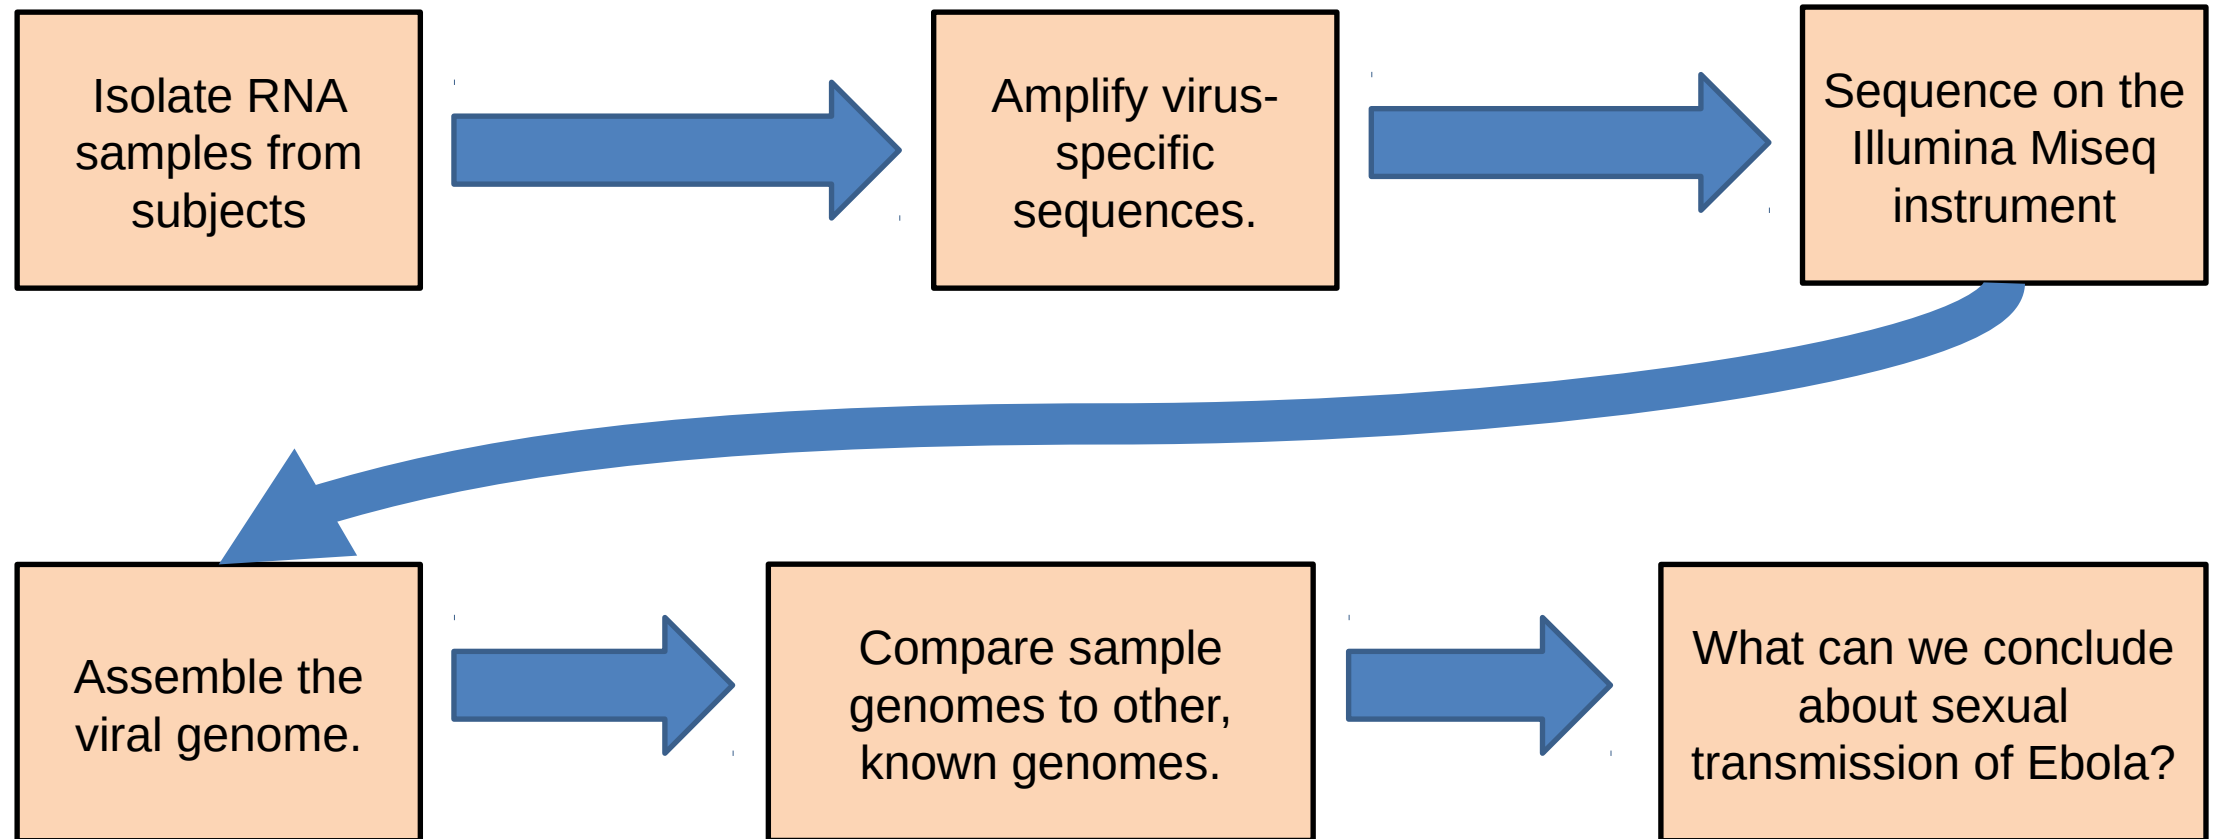 Isolate RNA
samples from
subjects
Amplify virus-
specific
sequences.
Sequence on the
Illumina Miseq
instrument
Assemble the
viral genome.
Compare sample
genomes to other,
known genomes.
What can we conclude
about sexual
transmission of Ebola?